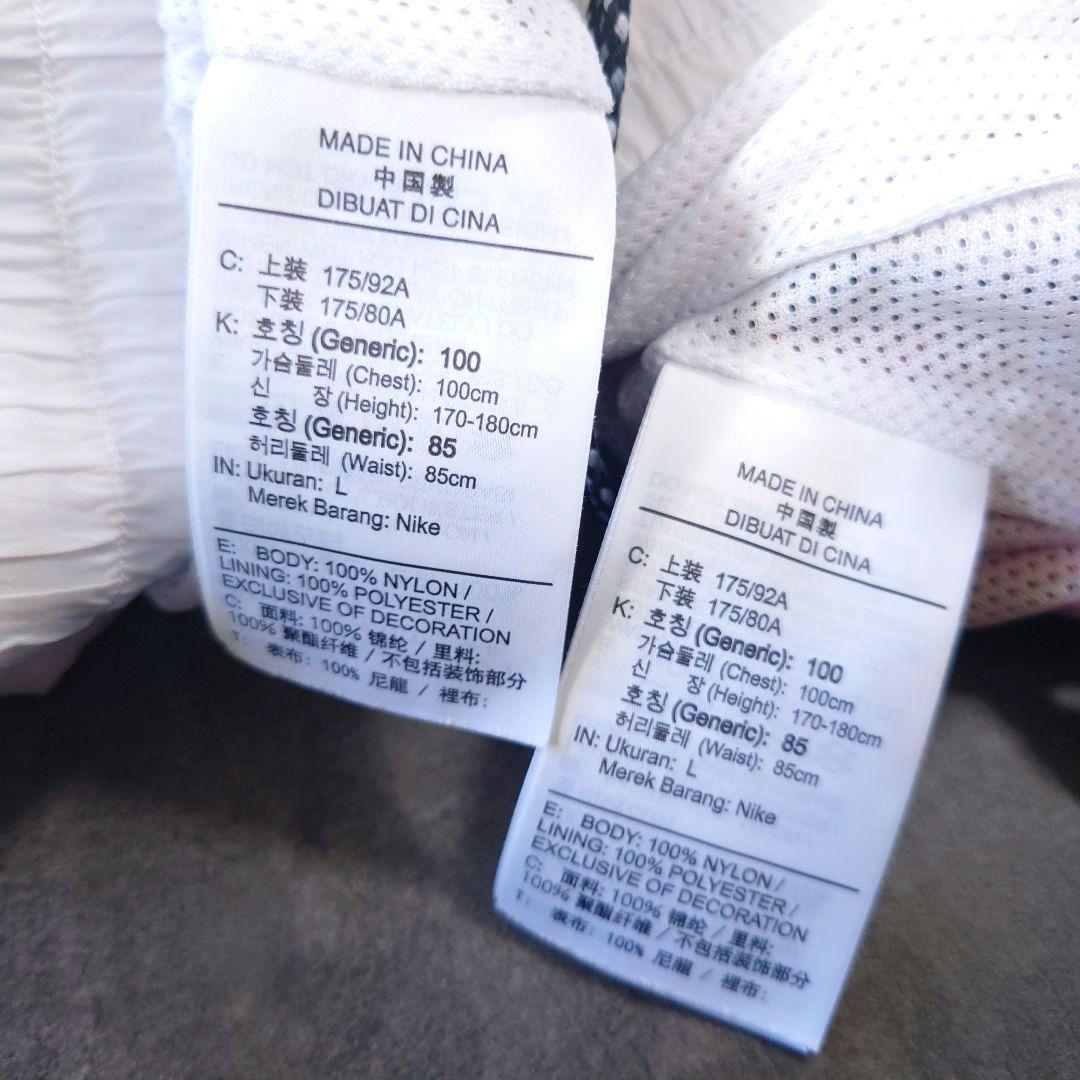 MADE IN CHINA
中国製
DIBUAT DI CINA
C: 上装 175/92A
下装 175/80A
K: 호칭 (Generic): 100
가슴둘레 (Chest): 100cm
신 장 (Height): 170-180cm
호칭 (Generic): 85
허리둘레 (Waist): 85cm
IN: Ukuran: L
Merek Barang: Nike
E: BODY: 100% NYLON /
LINING: 100% POLYESTER /
EXCLUSIVE OF DECORATION
C: 面料: 100% 锦纶 / 里料:
100% 聚酯纤维 / 不包括装饰部分
T: 表布: 100% 尼龍 / 裡布:
MADE IN CHINA
中国製
DIBUAT DI CINA
C: 上装 175/92A
下装 175/80A
K: 호칭 (Generic): 100
가슴둘레 (Chest): 100cm
신 장 (Height): 170-180cm
호칭 (Generic): 85
허리둘레 (Waist): 85cm
IN: Ukuran: L
Merek Barang: Nike
E: BODY: 100% NYLON /
LINING: 100% POLYESTER /
EXCLUSIVE OF DECORATION
C: 面料: 100% 锦纶 / 里料:
100% 聚酯纤维 / 不包括装饰部分
T: 表布: 100% 尼龍 / 裡布: